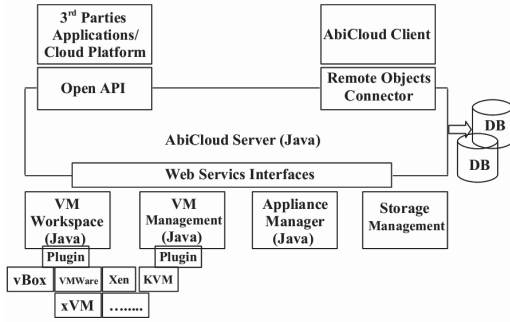 3rd Parties
Applications/
Cloud Platform
AbiCloud Client
Open API
Remote Objects
Connector
AbiCloud Server (Java)
DB
DB
Web Servics Interfaces
VM
Workspace
(Java)
VM
Management
(Java)
Appliance
Manager
(Java)
Storage
Management
Plugin
Plugin
vBox
VMWare
Xen
KVM
xVM
........